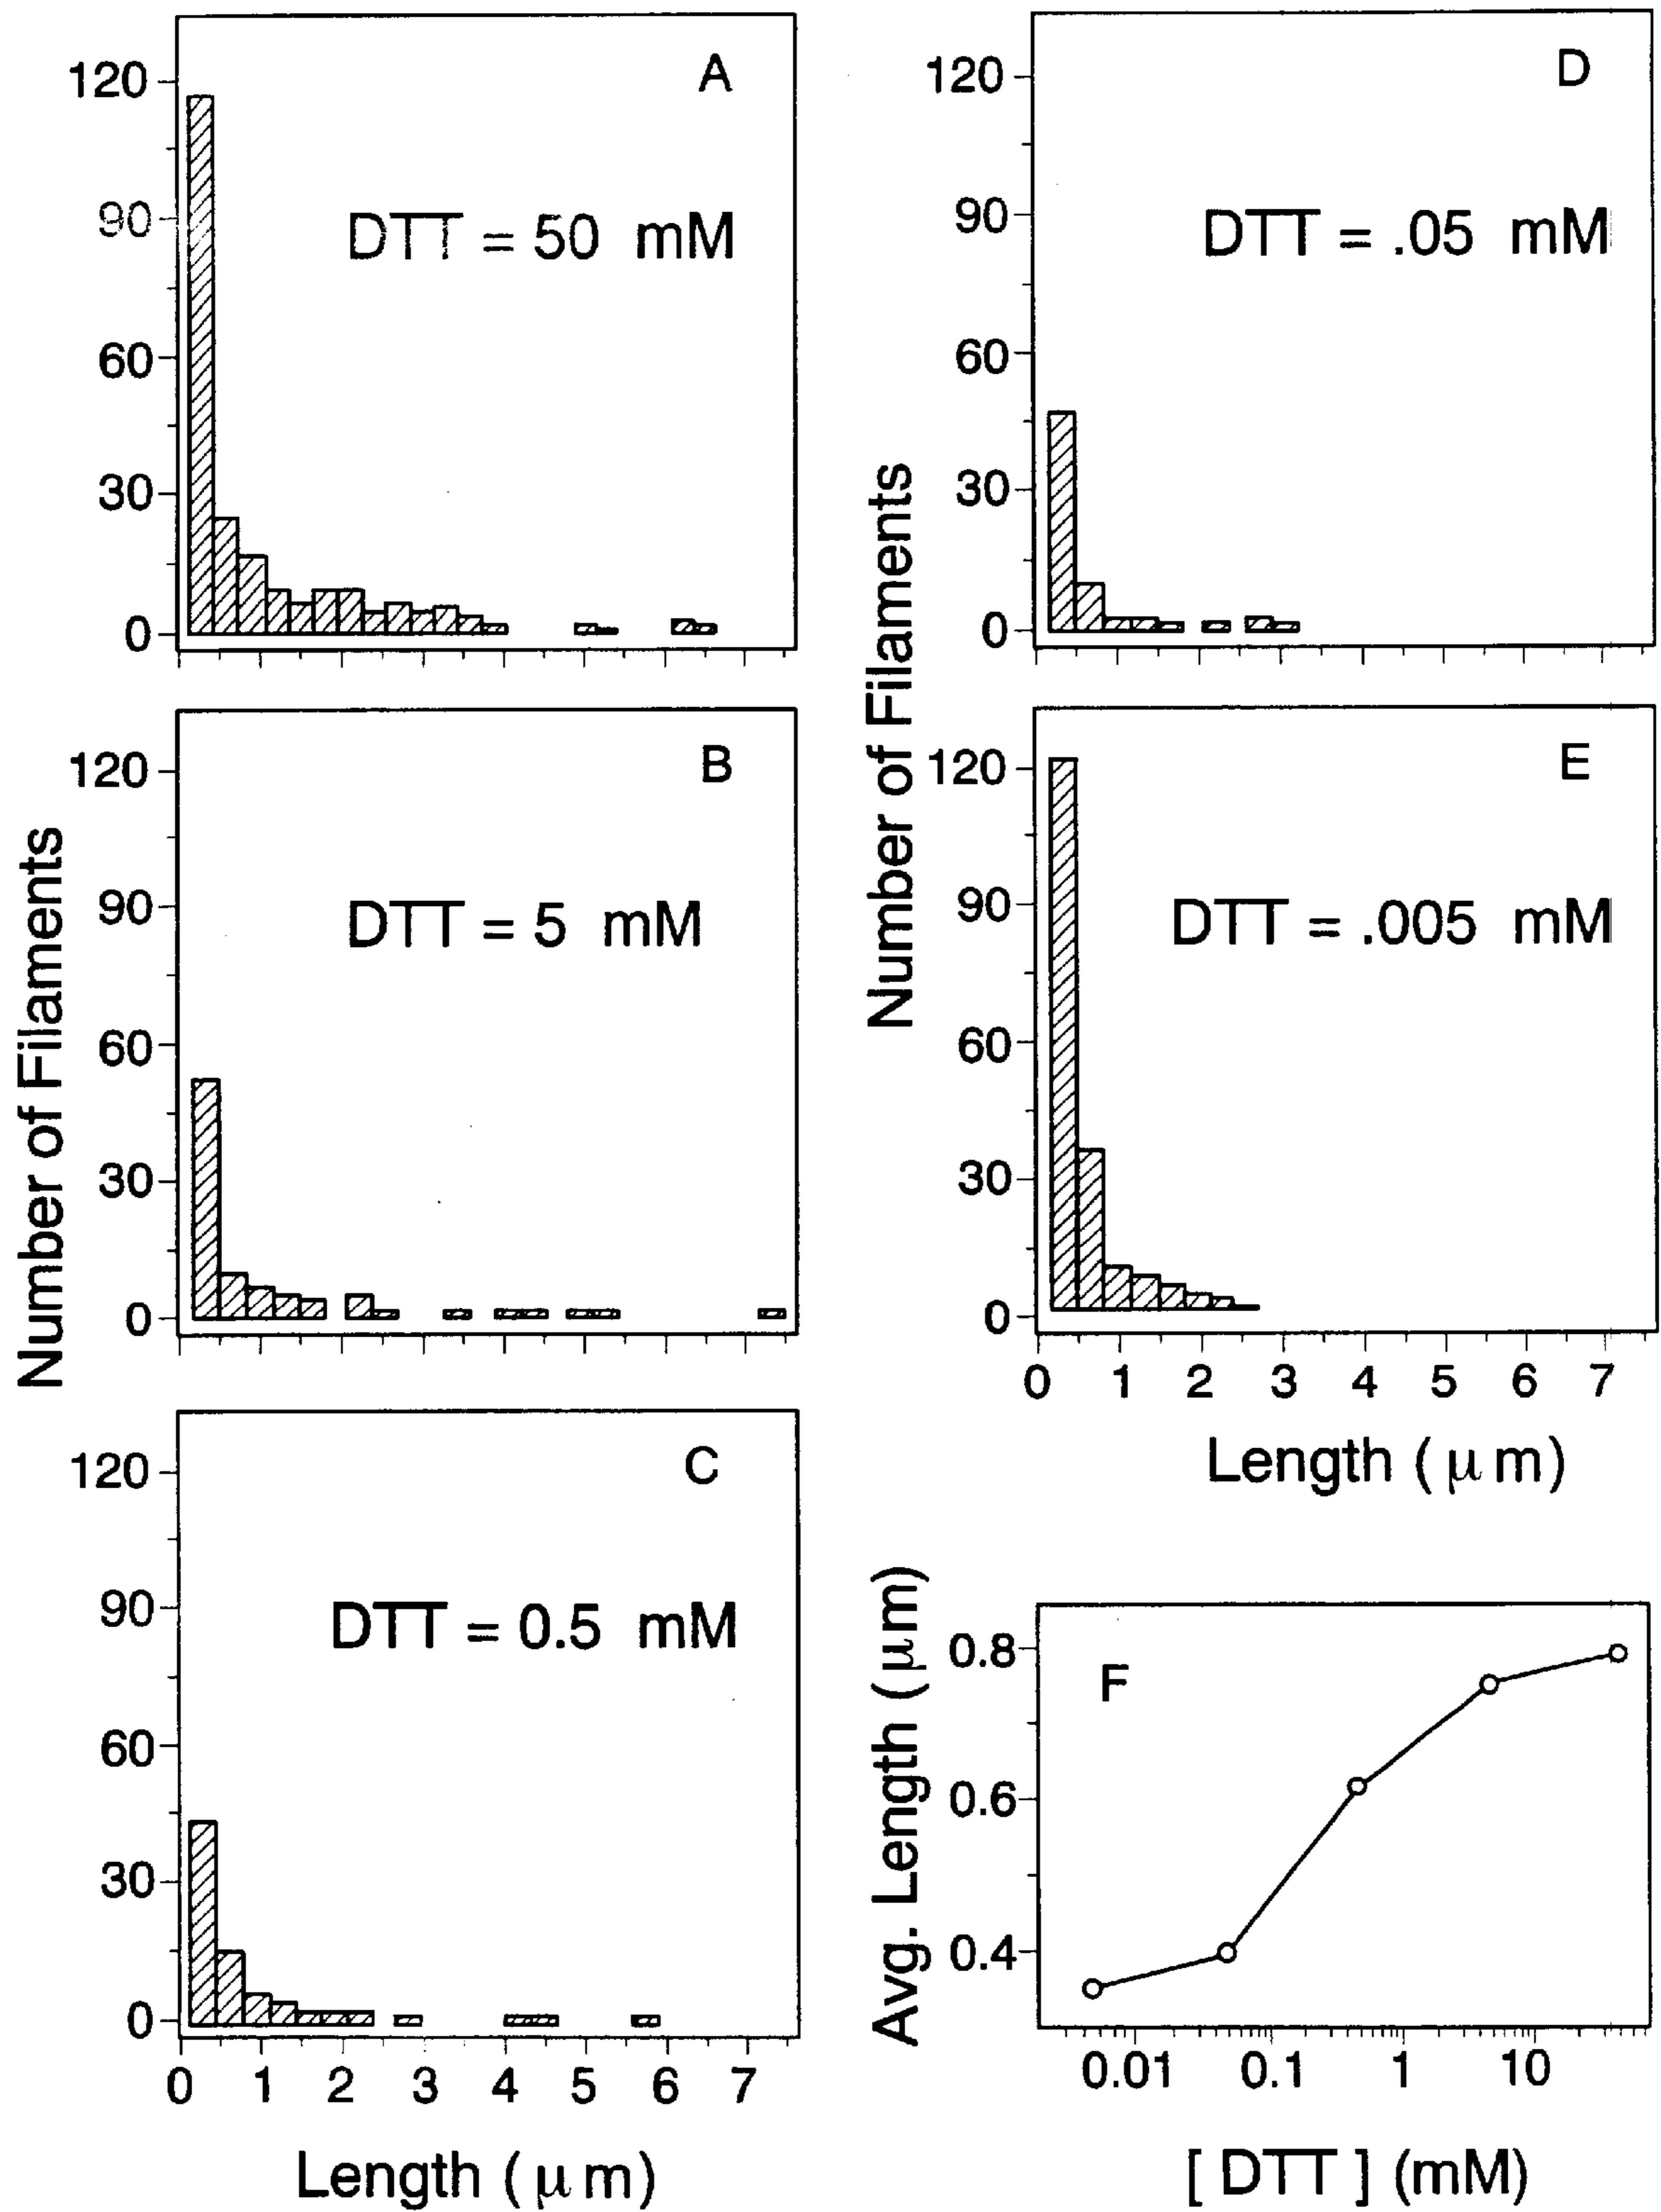 A
DTT = 50 mM
120
90
60
30
0
B
DTT = 5 mM
120
90
60
30
0
Number of Filaments
C
DTT = 0.5 mM
120
90
60
30
0
0 1 2 3 4 5 6 7
Length ( μ m)
D
DTT = .05 mM
120
90
60
30
0
Number of Filaments
E
DTT = .005 mM
120
90
60
30
0
0 1 2 3 4 5 6 7
Length ( μ m)
F
Avg. Length (μm)
0.8
0.6
0.4
0.01 0.1 1 10
[ DTT ] (mM)